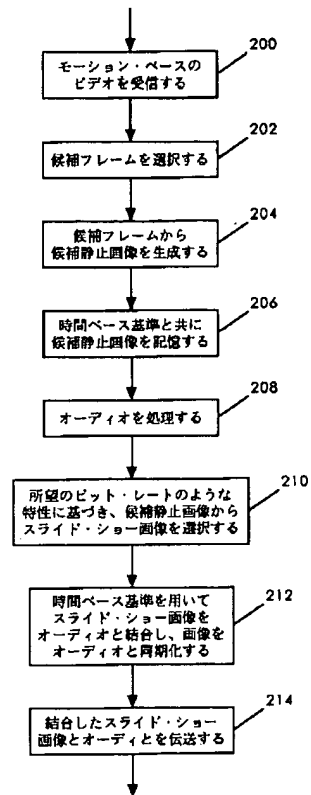 200
モーション・ベースの
ビデオを受信する
202
候補フレームを選択する
204
候補フレームから
候補静止画像を生成する
206
時間ベース基準と共に
候補静止画像を記憶する
208
オーディオを処理する
210
所望のビット・レートのような
特性に基づき、候補静止画像から
スライド・ショー画像を選択する
212
時間ベース基準を用いて
スライド・ショー画像を
オーディオと結合し、画像を
オーディオと同期化する
214
結合したスライド・ショー
画像とオーディとを伝送する